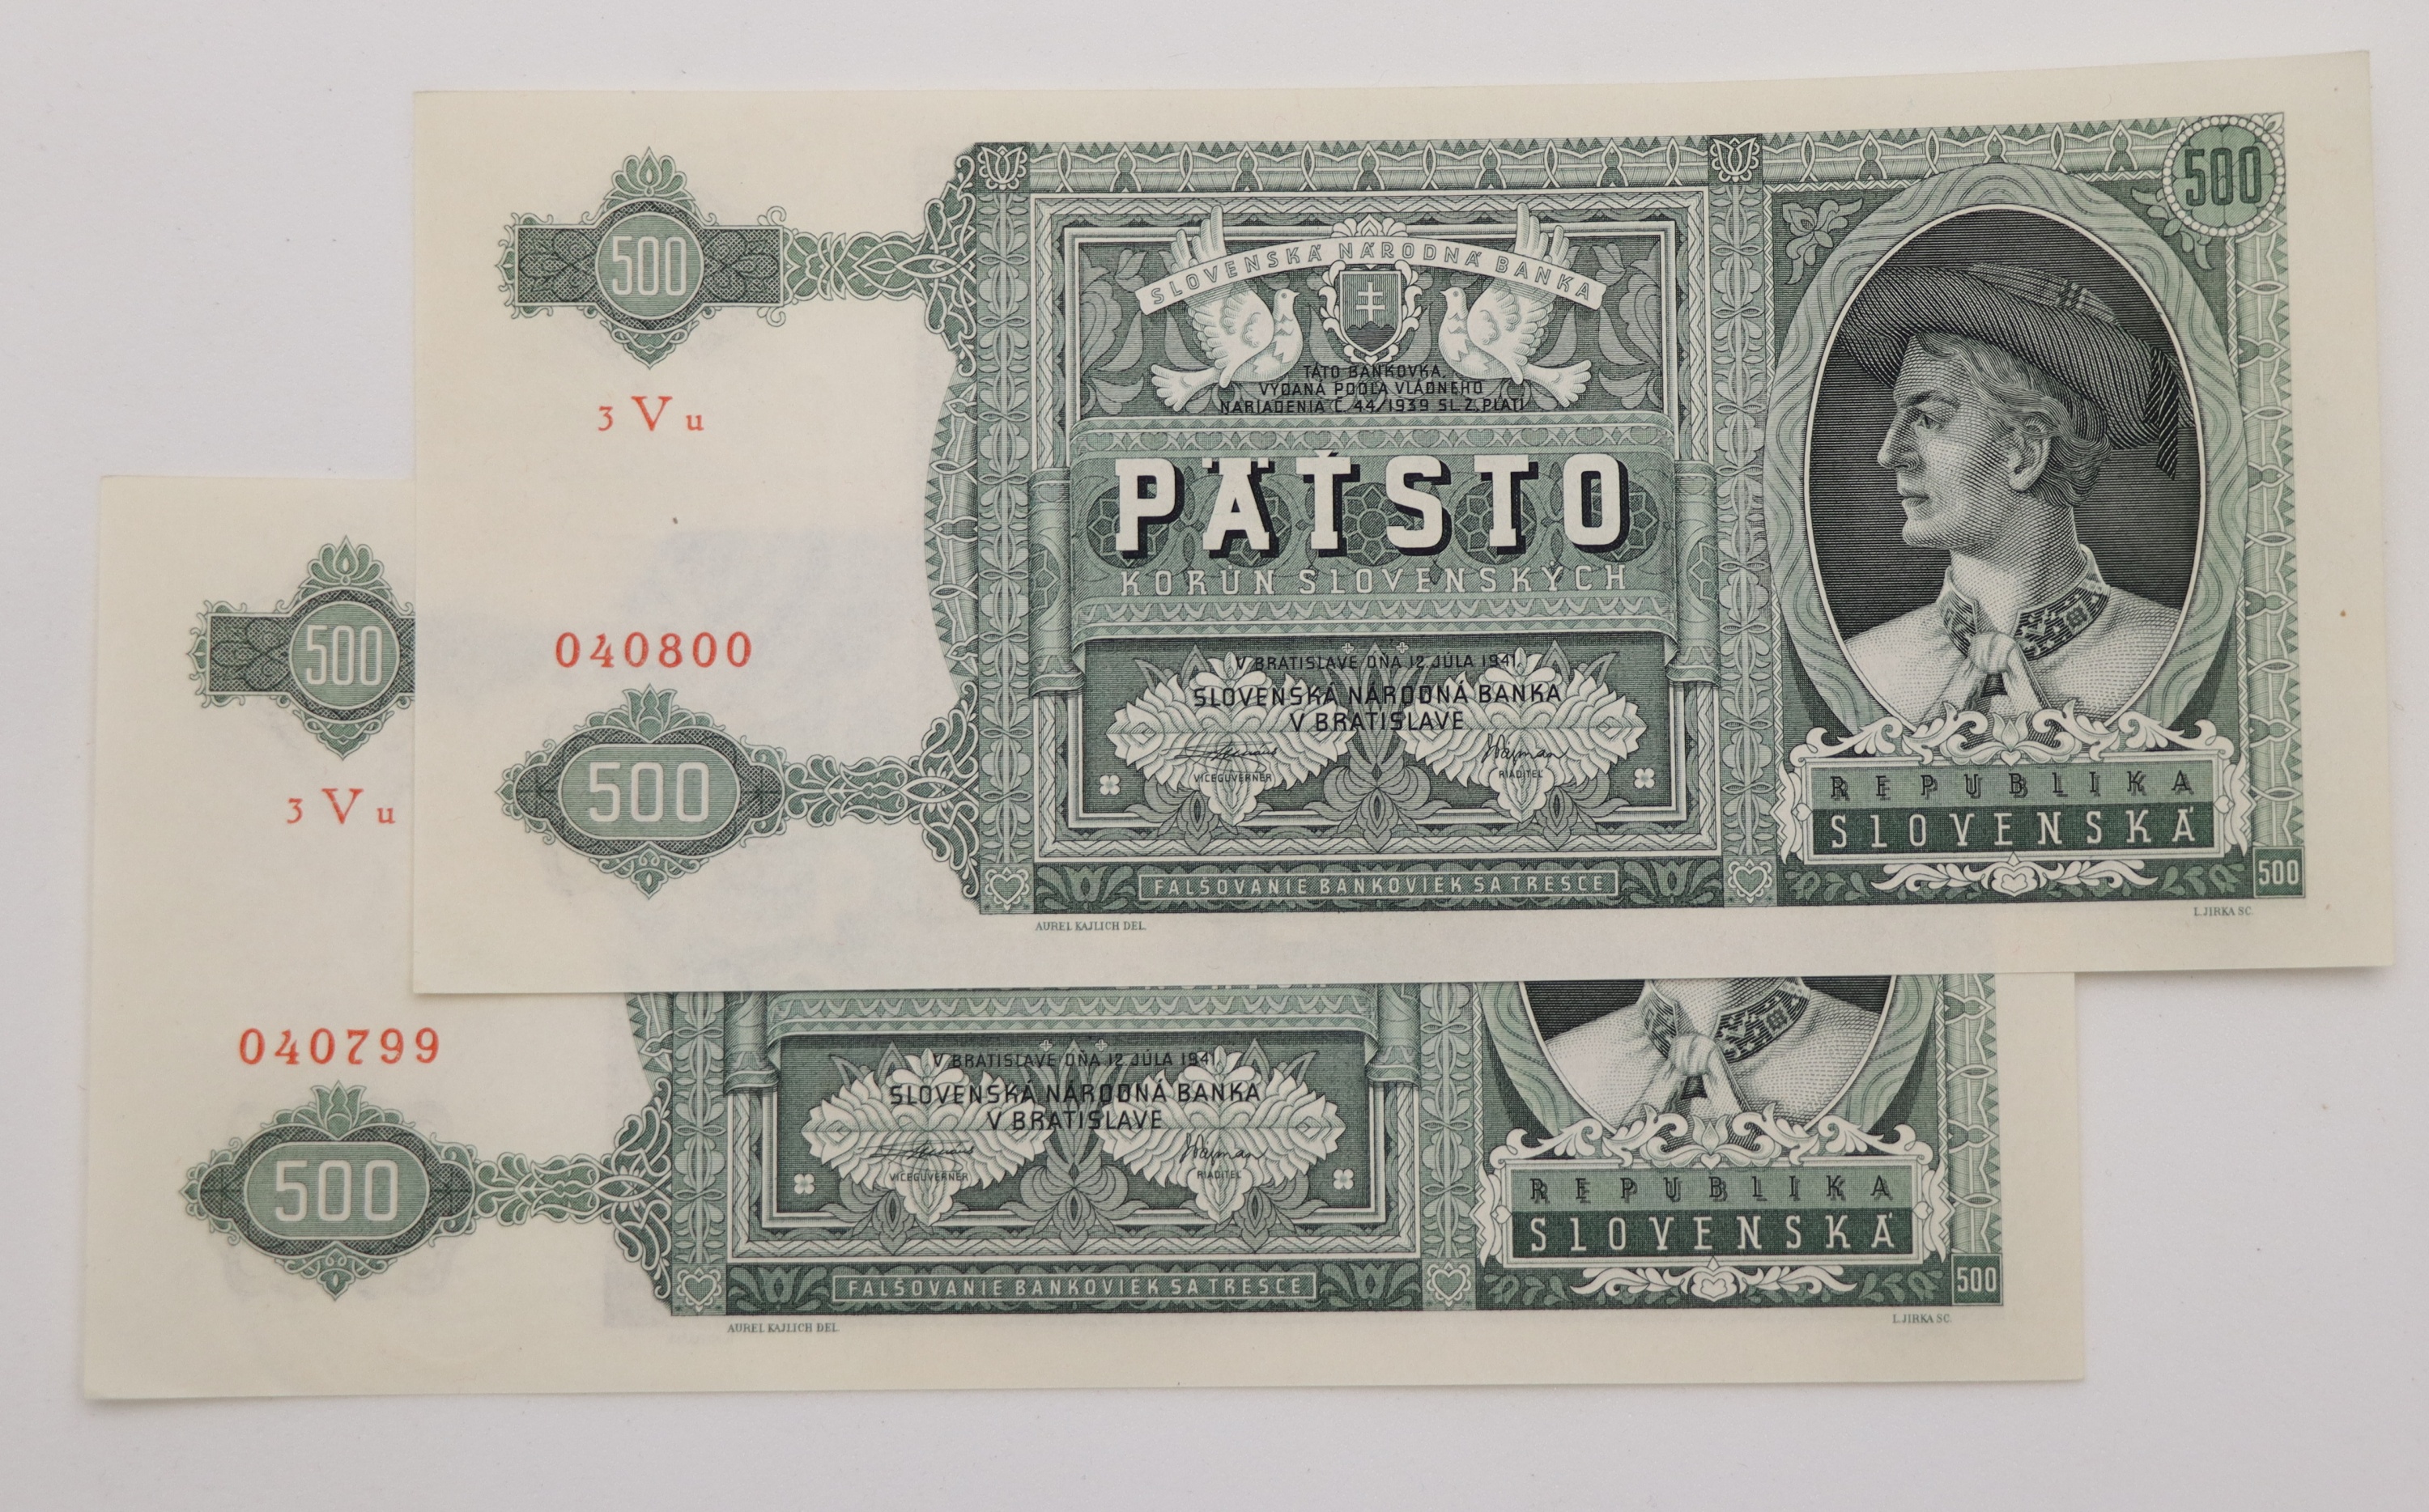 500
500
SLOVENSKÁ NÁRODNÁ BANKA
TÁTO BANKOVKA,
VYDANÁ PODĽA VLÁDNEHO
NARIADENIA Č. 44/1939 SL. Z. PLATÍ
3 V u
PÄŤSTO
KORÚN SLOVENSKÝCH
040800
V BRATISLAVE DŇA 12. JÚLA 1941.
SLOVENSKÁ NÁRODNÁ BANKA
V BRATISLAVE
VICEGUVERNÉR
RIADITEĽ
500
REPUBLIKA
SLOVENSKÁ
FALŠOVANIE BANKOVIEK SA TRESCE
500
AUREL KAJLICH DEL.
L. JIRKA SC.
500
3 V u
040799
V BRATISLAVE DŇA 12. JÚLA 1941.
SLOVENSKÁ NÁRODNÁ BANKA
V BRATISLAVE
VICEGUVERNÉR
RIADITEĽ
500
REPUBLIKA
SLOVENSKÁ
FALŠOVANIE BANKOVIEK SA TRESCE
500
AUREL KAJLICH DEL.
L. JIRKA SC.